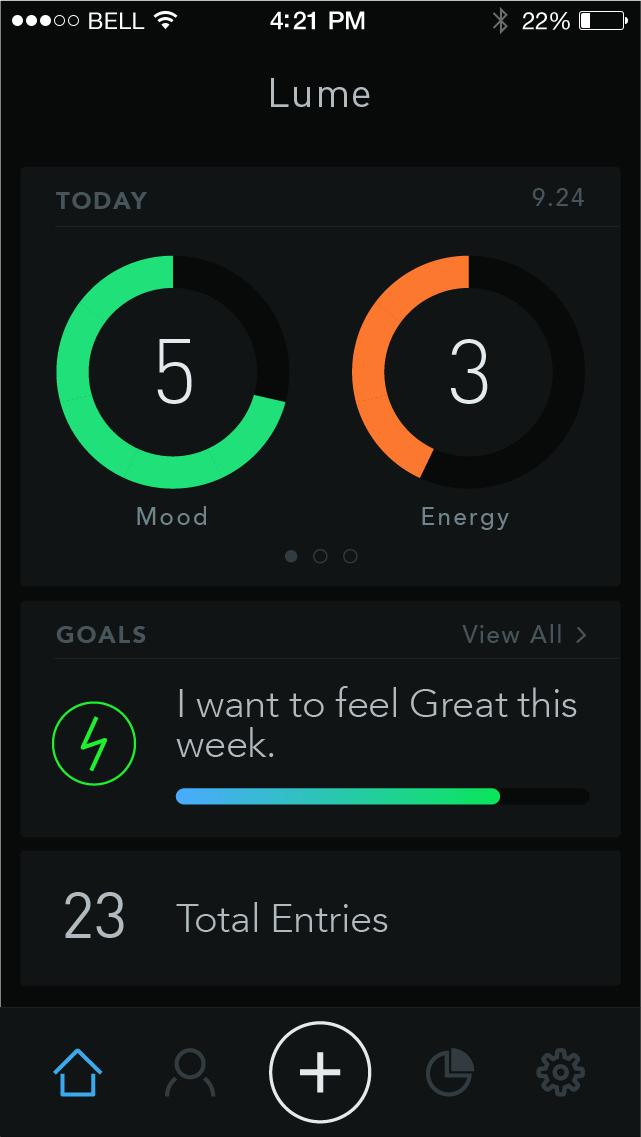 BELL 4:21 PM 22%
Lume
TODAY 9.24
5 3
Mood Energy
GOALS View All >
I want to feel Great this
week.
23 Total Entries